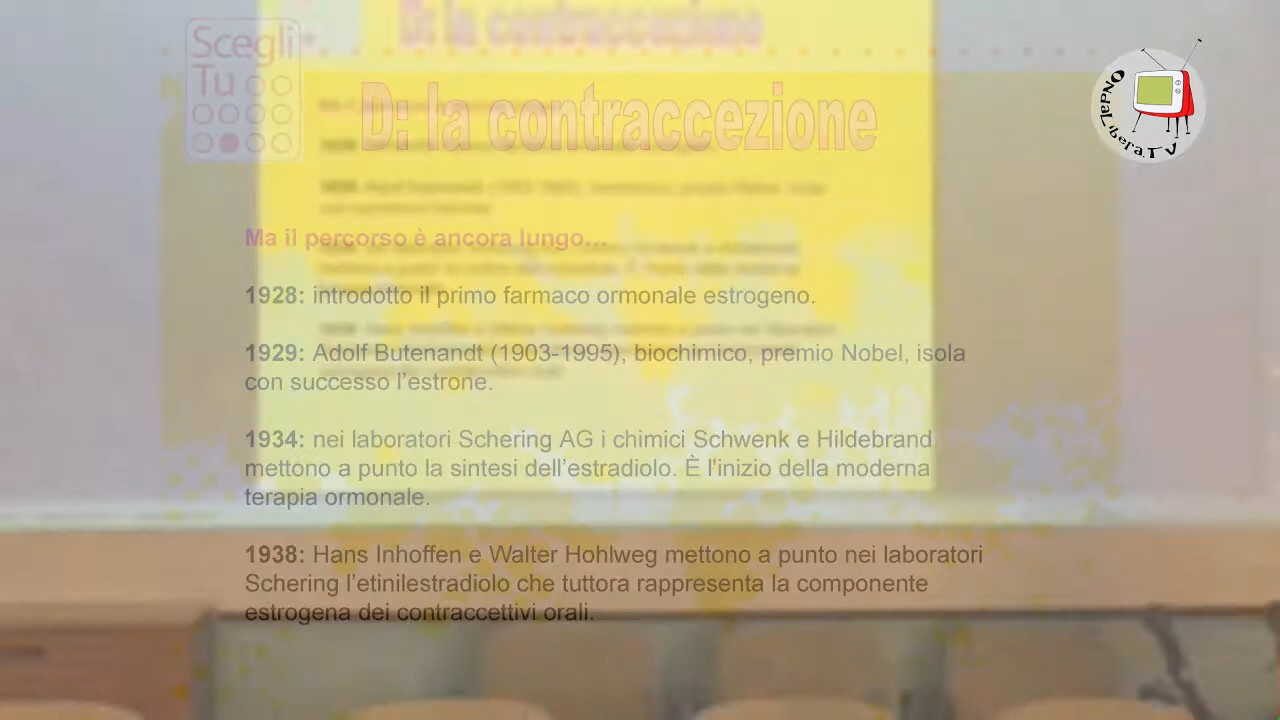 Scegli
Tu
D: la contraccezione
OndaLibera.TV
Ma il percorso è ancora lungo...
1928: introdotto il primo farmaco ormonale estrogeno.
1929: Adolf Butenandt (1903-1995), biochimico, premio Nobel, isola
con successo l’estrone.
1934: nei laboratori Schering AG i chimici Schwenk e Hildebrand
mettono a punto la sintesi dell’estradiolo. È l'inizio della moderna
terapia ormonale.
1938: Hans Inhoffen e Walter Hohlweg mettono a punto nei laboratori
Schering l’etinilestradiolo che tuttora rappresenta la componente
estrogena dei contraccettivi orali.